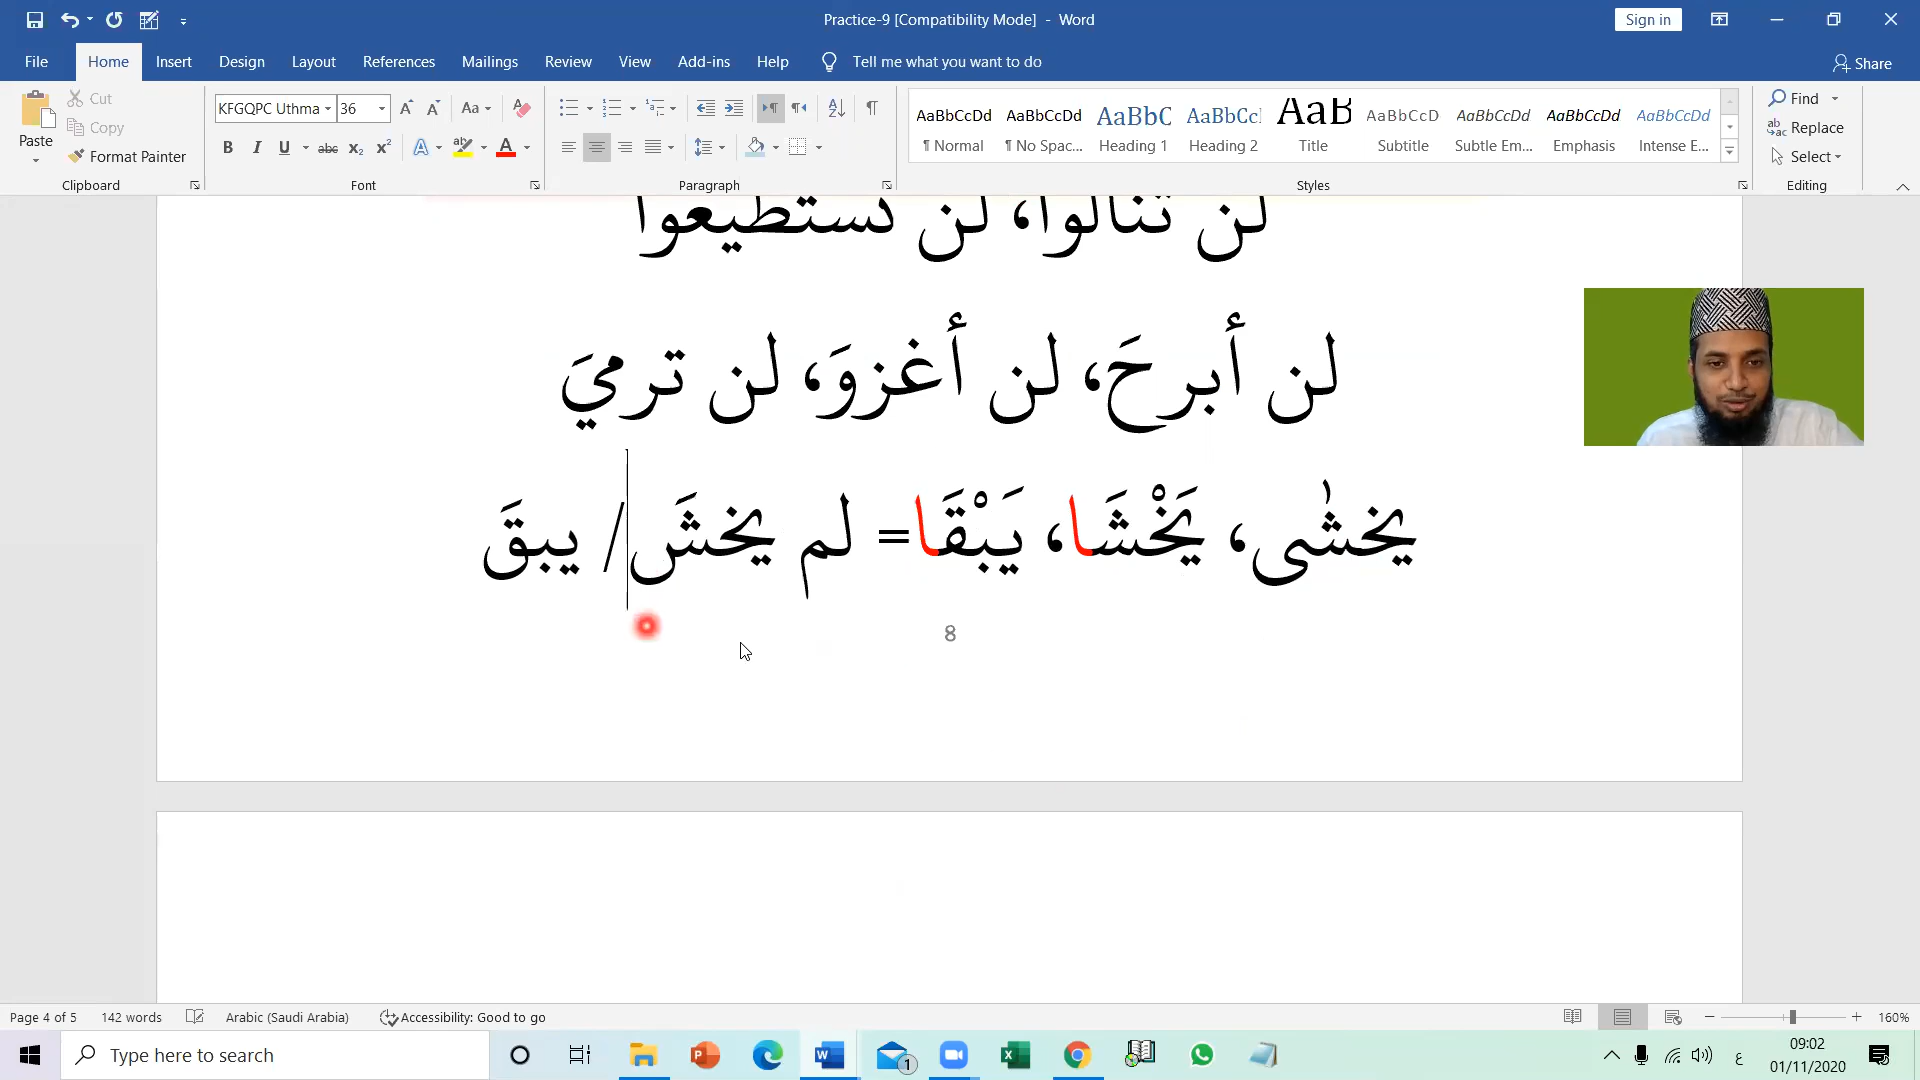 Practice-9 [Compatibility Mode] - Word
Sign in
File Home Insert Design Layout References Mailings Review View Add-ins Help Tell me what you want to do Share
Paste Cut Copy Format Painter
KFGQPC Uthma 36
AaBbCcDd AaBbCcDd AaBbC AaBbCcl AaB AaBbCcD AaBbCcDd AaBbCcDd AaBbCcDd
¶ Normal ¶ No Spac... Heading 1 Heading 2 Title Subtitle Subtle Em... Emphasis Intense E...
Find Replace Select
Clipboard Font Paragraph Styles Editing
لن تنالوا، لن تستطيعوا
لن أبرحَ، لن أغزوَ، لن ترميَ
يخشٰى، يَخْشَا، يَبْقَا= لم يخشَ/ يبقَ
8
Page 4 of 5 142 words Arabic (Saudi Arabia) Accessibility: Good to go 160%
Type here to search 1 ع 09:02
01/11/2020